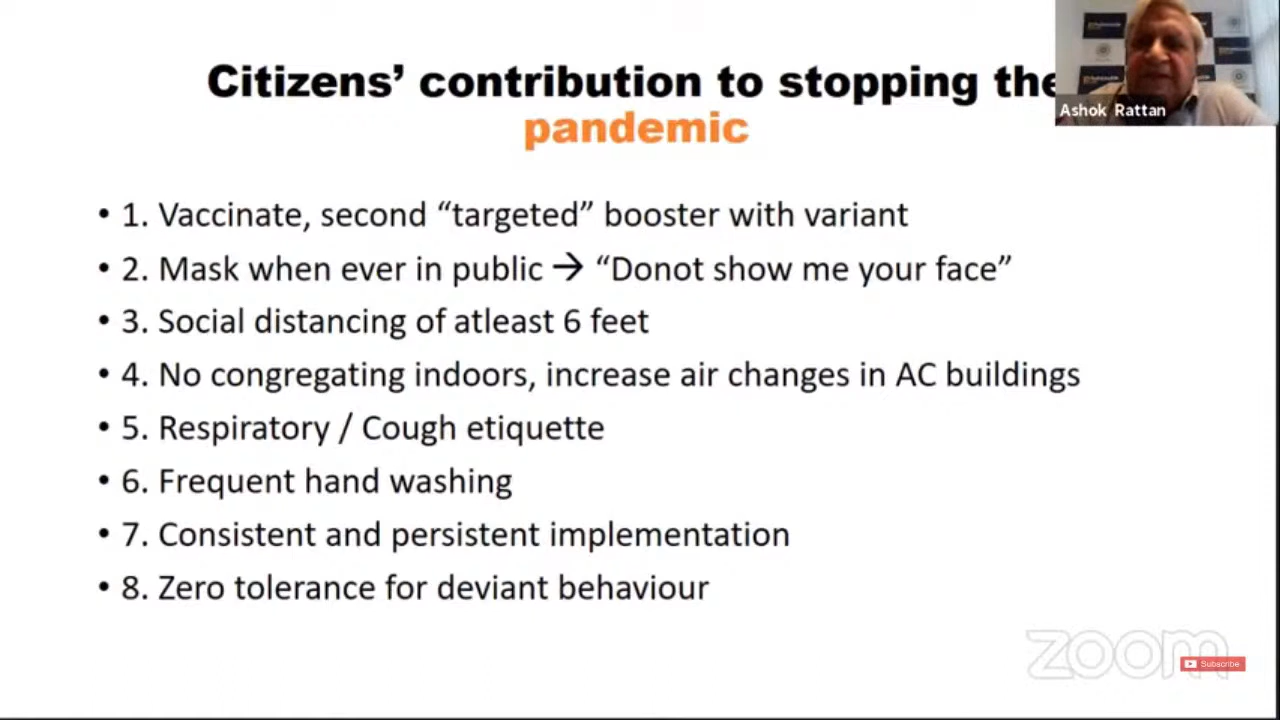 Citizens’ contribution to stopping the
pandemic
Ashok Rattan
• 1. Vaccinate, second “targeted” booster with variant
• 2. Mask when ever in public → “Donot show me your face”
• 3. Social distancing of atleast 6 feet
• 4. No congregating indoors, increase air changes in AC buildings
• 5. Respiratory / Cough etiquette
• 6. Frequent hand washing
• 7. Consistent and persistent implementation
• 8. Zero tolerance for deviant behaviour
zoom
Subscribe